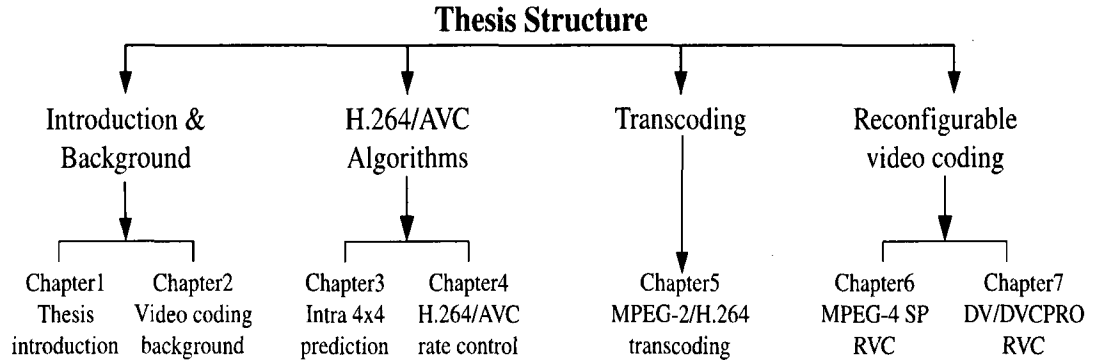 Thesis Structure
Introduction &
Background
H.264/AVC
Algorithms
Transcoding
Reconfigurable
video coding
Chapter1
Thesis
introduction
Chapter2
Video coding
background
Chapter3
Intra 4x4
prediction
Chapter4
H.264/AVC
rate control
Chapter5
MPEG-2/H.264
transcoding
Chapter6
MPEG-4 SP
RVC
Chapter7
DV/DVCPRO
RVC